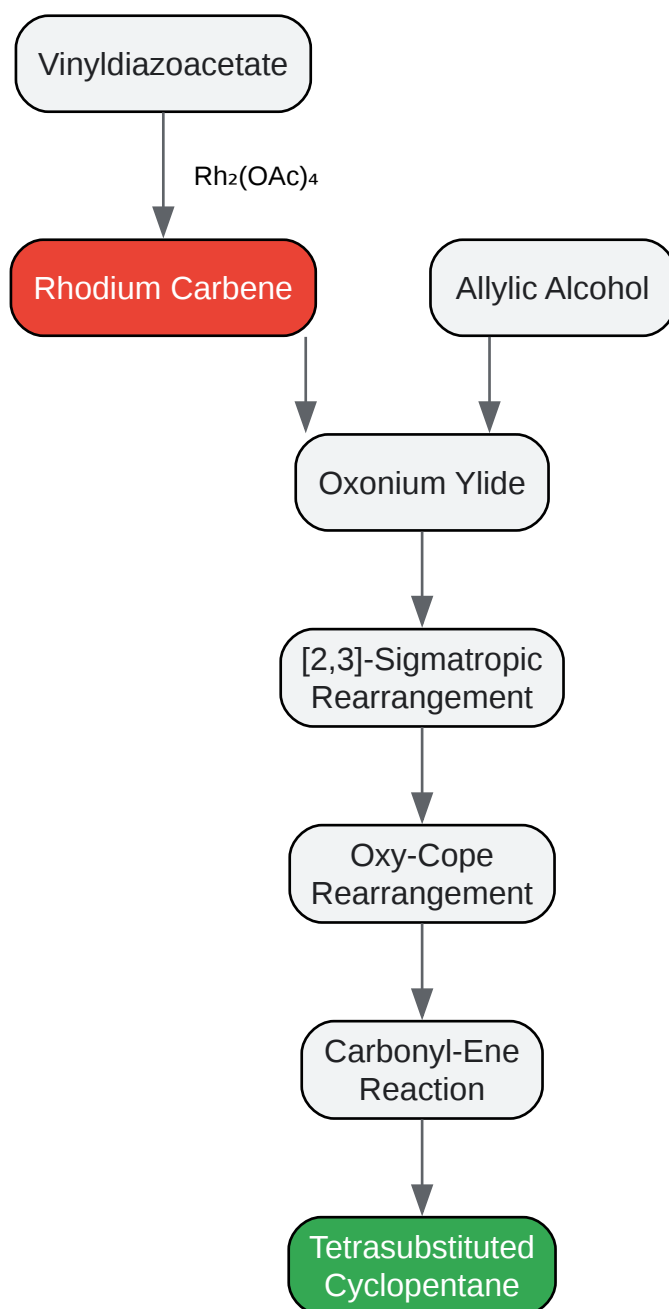 Vinyldiazoacetate
Rh₂(OAc)₄
Rhodium Carbene
Allylic Alcohol
Oxonium Ylide
[2,3]-Sigmatropic
Rearrangement
Oxy-Cope
Rearrangement
Carbonyl-Ene
Reaction
Tetrasubstituted
Cyclopentane